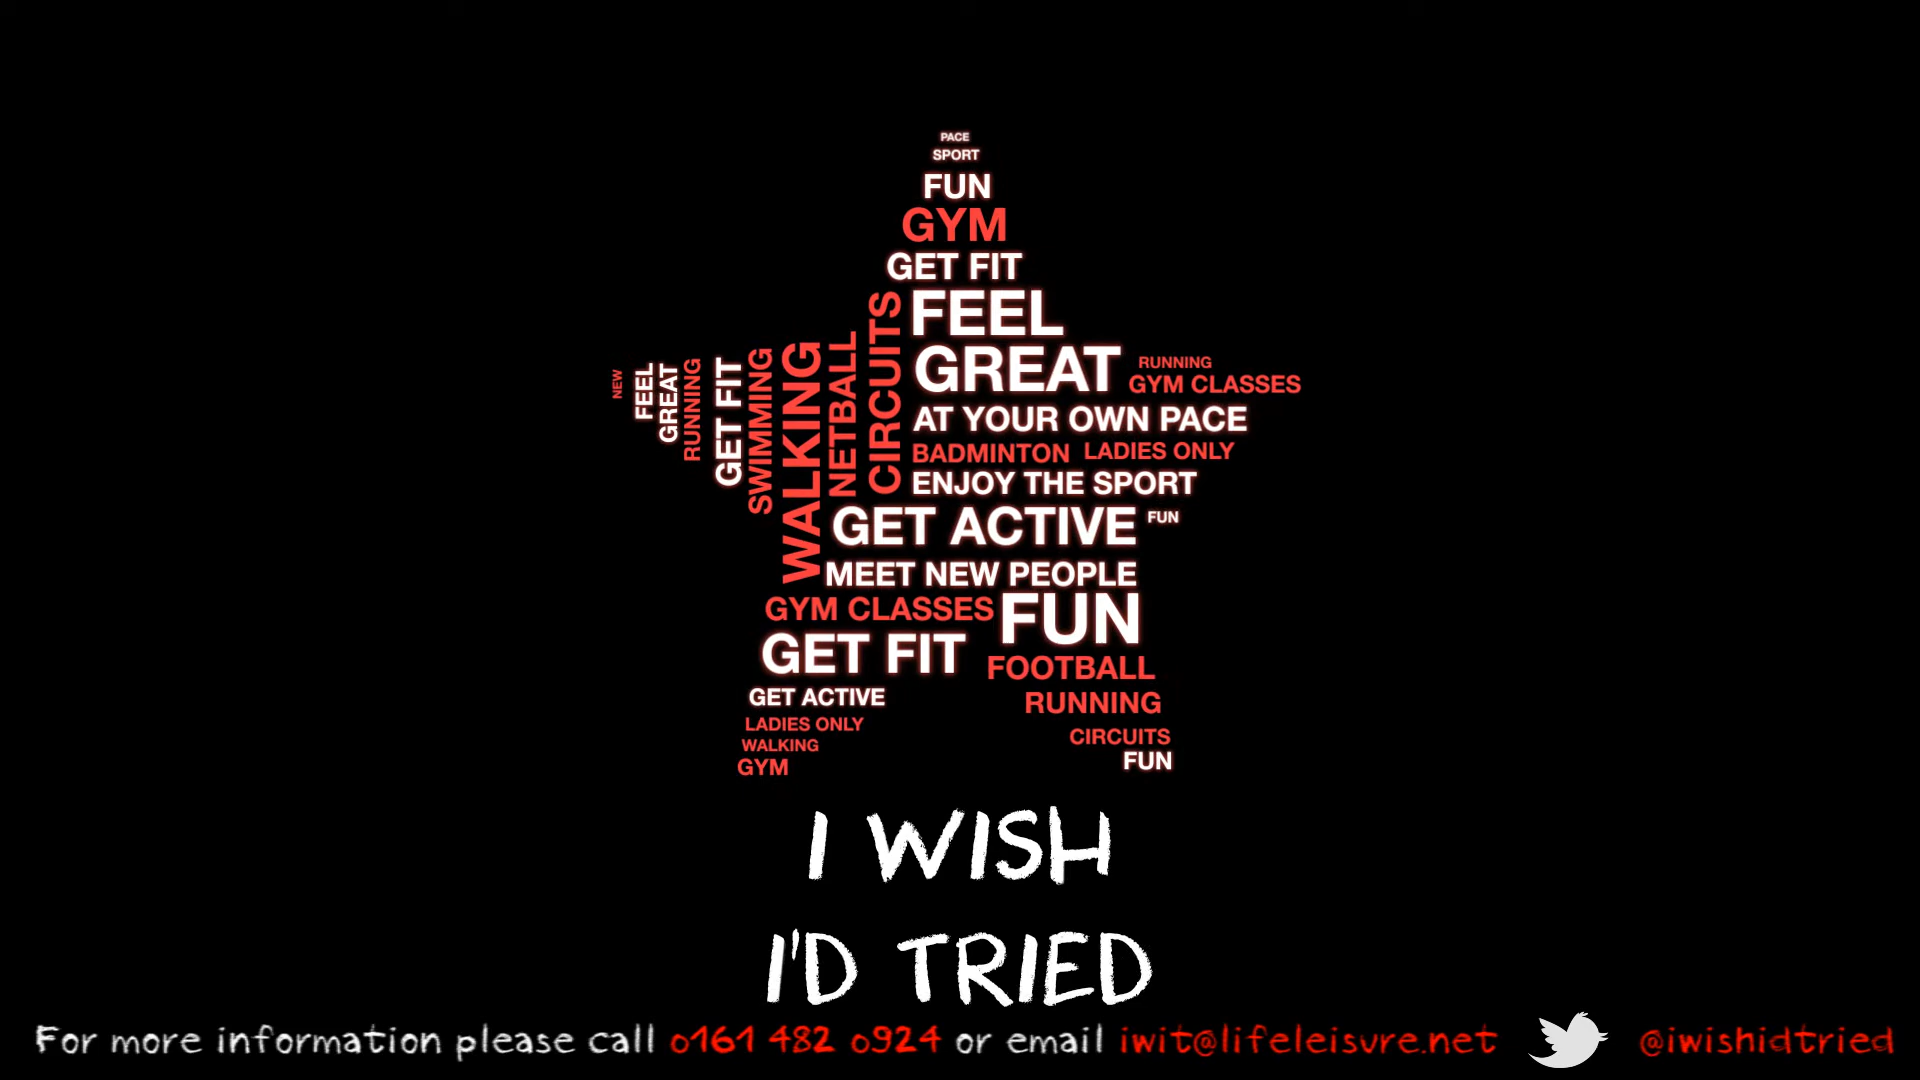 PACE
SPORT
FUN
GYM
GET FIT
FEEL
GREAT
NEW
FEEL
GREAT
RUNNING
GET FIT
SWIMMING
WALKING
NETBALL
CIRCUITS
RUNNING
GYM CLASSES
AT YOUR OWN PACE
BADMINTON LADIES ONLY
ENJOY THE SPORT
GET ACTIVE FUN
MEET NEW PEOPLE
GYM CLASSES FUN
GET FIT FOOTBALL
GET ACTIVE RUNNING
LADIES ONLY CIRCUITS
WALKING FUN
GYM
I WISH
I'D TRIED
For more information please call 0161 482 0924 or email iwit@lifeleisure.net @iwishidtried